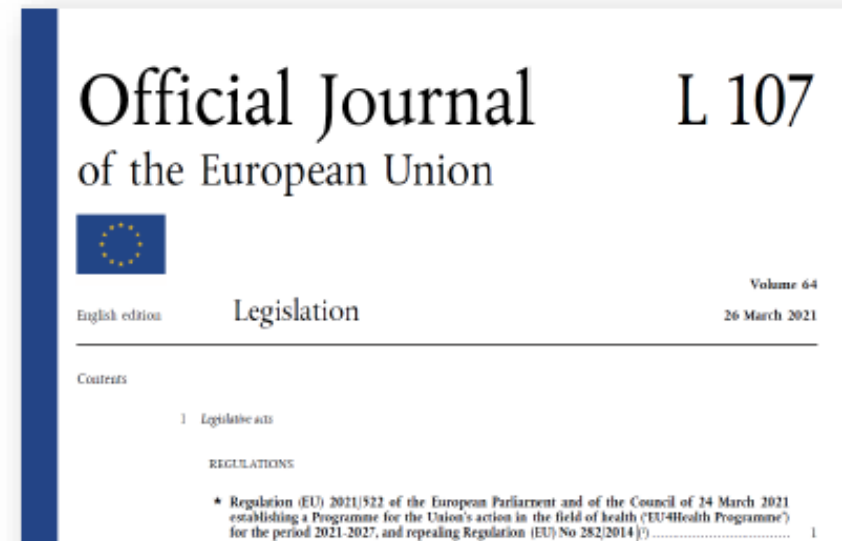 Official Journal L 107
of the European Union
Volume 64
English edition Legislation 26 March 2021
Contents
I Legislative acts
REGULATIONS
★ Regulation (EU) 2021/522 of the European Parliament and of the Council of 24 March 2021
establishing a Programme for the Union's action in the field of health (‘EU4Health Programme’)
for the period 2021-2027, and repealing Regulation (EU) No 282/2014 (¹) .................................... 1